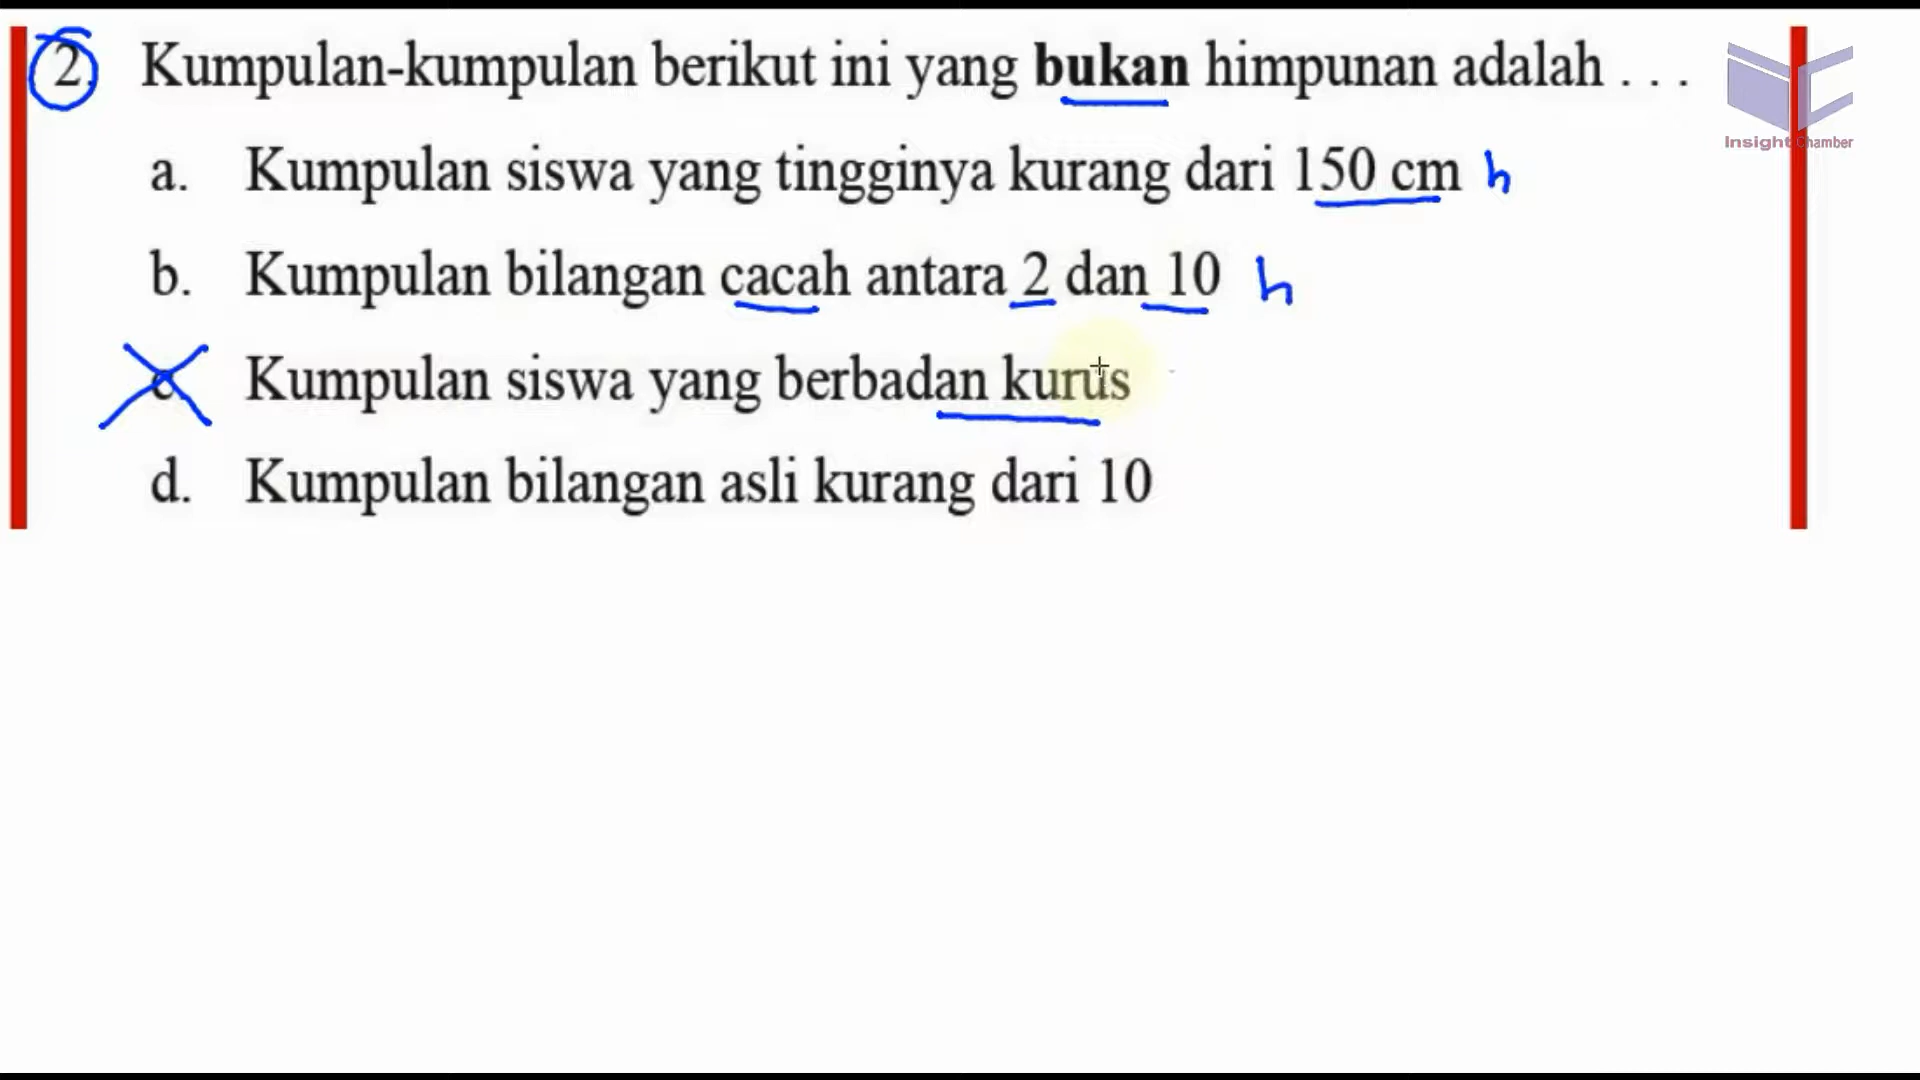 2. Kumpulan-kumpulan berikut ini yang bukan himpunan adalah . . .
Insight Chamber
a. Kumpulan siswa yang tingginya kurang dari 150 cm h
b. Kumpulan bilangan cacah antara 2 dan 10 h
c. Kumpulan siswa yang berbadan kurus
d. Kumpulan bilangan asli kurang dari 10